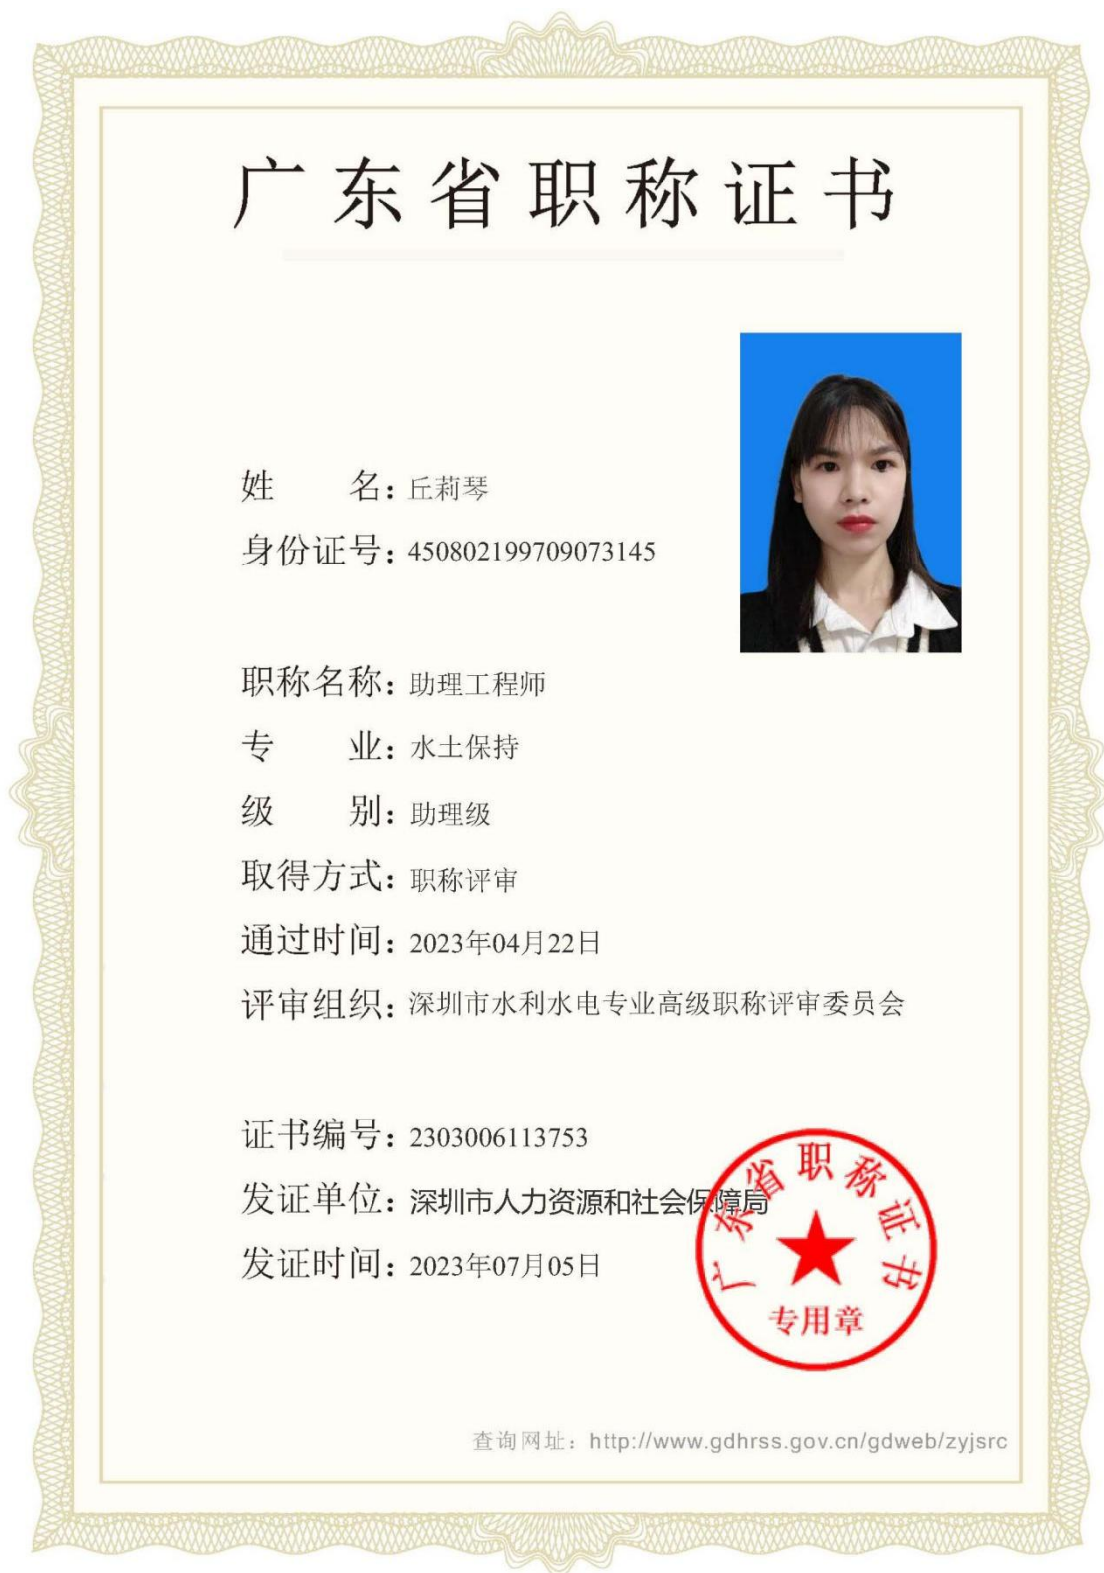 广东省职称证书
姓 名：丘莉琴
身份证号：450802199709073145
职称名称：助理工程师
专 业：水土保持
级 别：助理级
取得方式：职称评审
通过时间：2023年04月22日
评审组织：深圳市水利水电专业高级职称评审委员会
证书编号：2303006113753
发证单位：深圳市人力资源和社会保障局
发证时间：2023年07月05日
广东省职称证书
专用章
查询网址：http://www.gdhrss.gov.cn/gdweb/zyjsrc